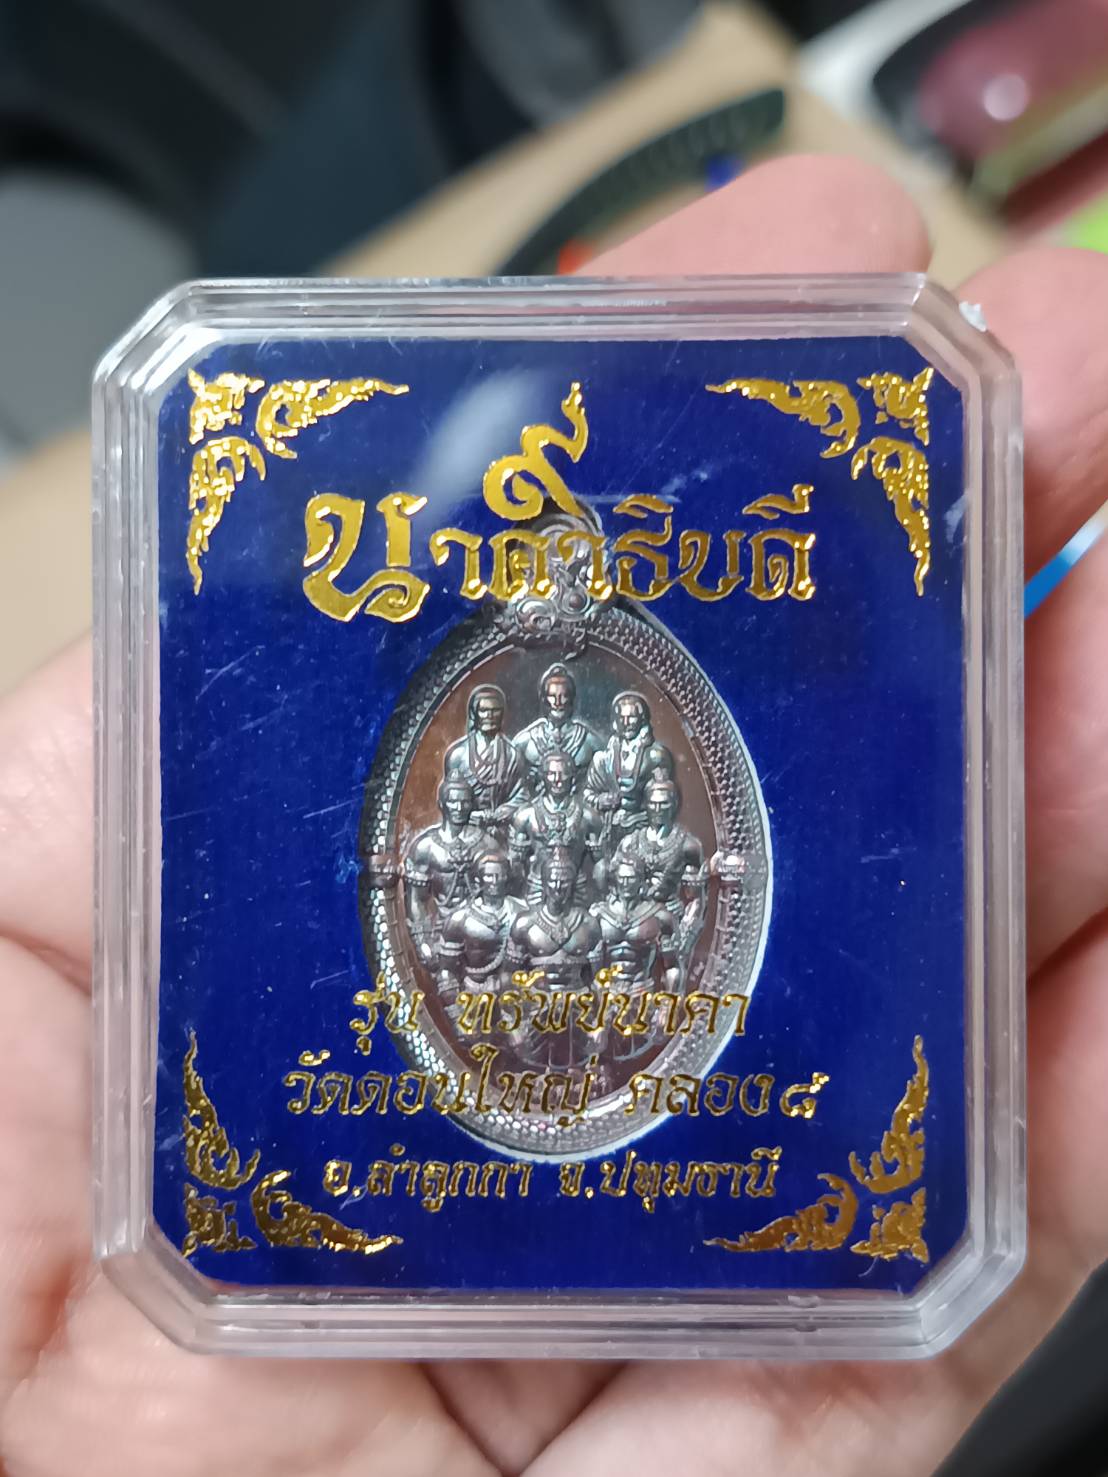 ๙
นาคาธิบดี
รุ่น ทรัพย์นาคา
วัดดอนใหญ่ คลอง๘
อ.ลำลูกกา จ.ปทุมธานี